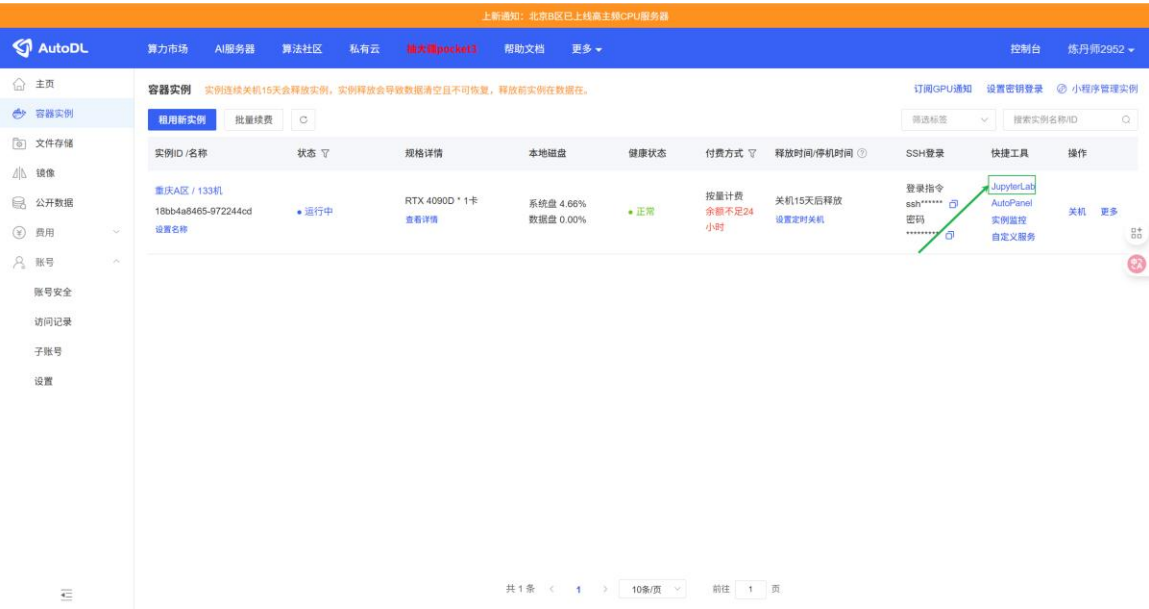 上新通知：北京B区已上线高主频CPU服务器
AutoDL 算力市场 AI服务器 算法社区 私有云 抽大疆pocket3 帮助文档 更多 控制台 炼丹师2952
主页
容器实例
文件存储
镜像
公开数据
费用
账号
账号安全
访问记录
子账号
设置
容器实例 实例连续关机15天会释放实例，实例释放会导致数据清空且不可恢复，释放前实例在数据在。 订阅GPU通知 设置密钥登录 小程序管理实例
租用新实例 批量续费 筛选标签 搜索实例名称/ID
实例ID /名称 状态 规格详情 本地磁盘 健康状态 付费方式 释放时间/停机时间 SSH登录 快捷工具 操作
重庆A区 / 133机
18bb4a8465-972244cd
设置名称
运行中
RTX 4090D * 1卡
查看详情
系统盘 4.66%
数据盘 0.00%
正常
按量计费
余额不足24
小时
关机15天后释放
设置定时关机
登录指令
ssh******
密码
*********
JupyterLab
AutoPanel
实例监控
自定义服务
关机 更多
共 1 条 1 10条/页 前往 1 页